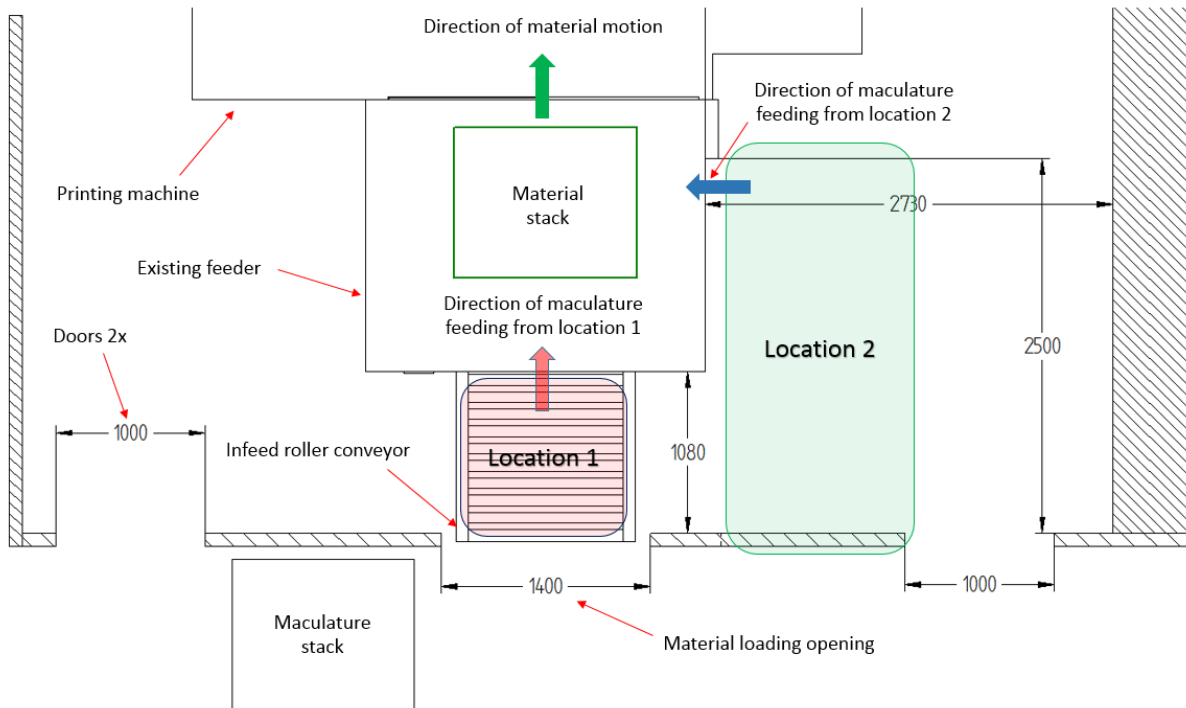 Direction of material motion
Direction of maculature
feeding from location 2
Printing machine
Material
stack
2730
Existing feeder
Direction of maculature
feeding from location 1
Doors 2x
Location 2
2500
1000
Infeed roller conveyor
Location 1
1080
1400
1000
Maculature
stack
Material loading opening